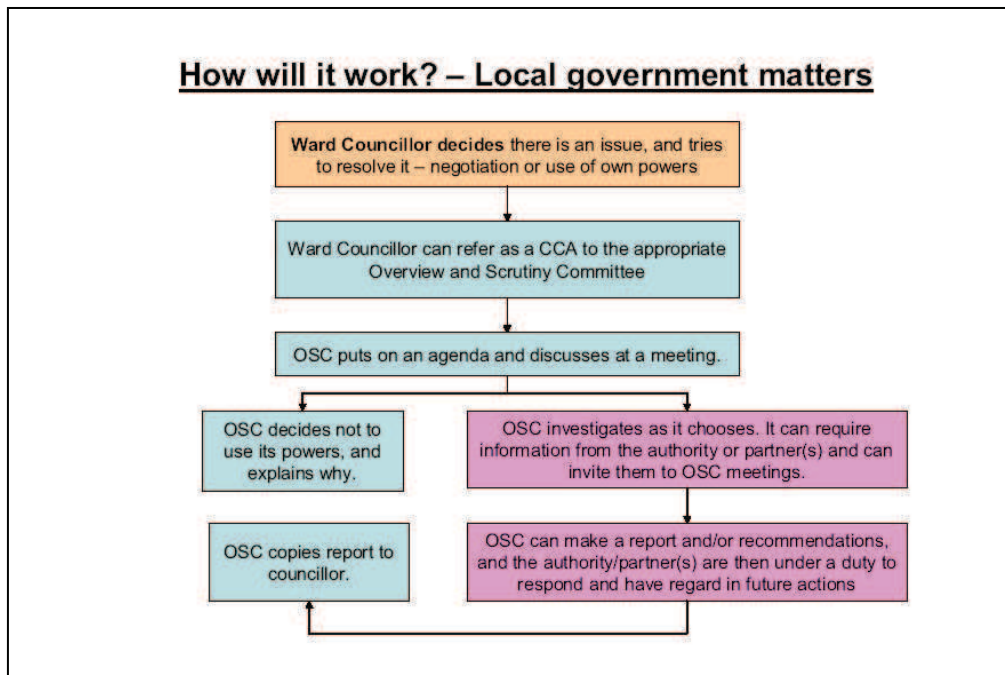 How will it work? – Local government matters
Ward Councillor decides there is an issue, and tries
to resolve it – negotiation or use of own powers
Ward Councillor can refer as a CCA to the appropriate
Overview and Scrutiny Committee
OSC puts on an agenda and discusses at a meeting.
OSC decides not to
use its powers, and
explains why.
OSC investigates as it chooses. It can require
information from the authority or partner(s) and can
invite them to OSC meetings.
OSC can make a report and/or recommendations,
and the authority/partner(s) are then under a duty to
respond and have regard in future actions
OSC copies report to
councillor.